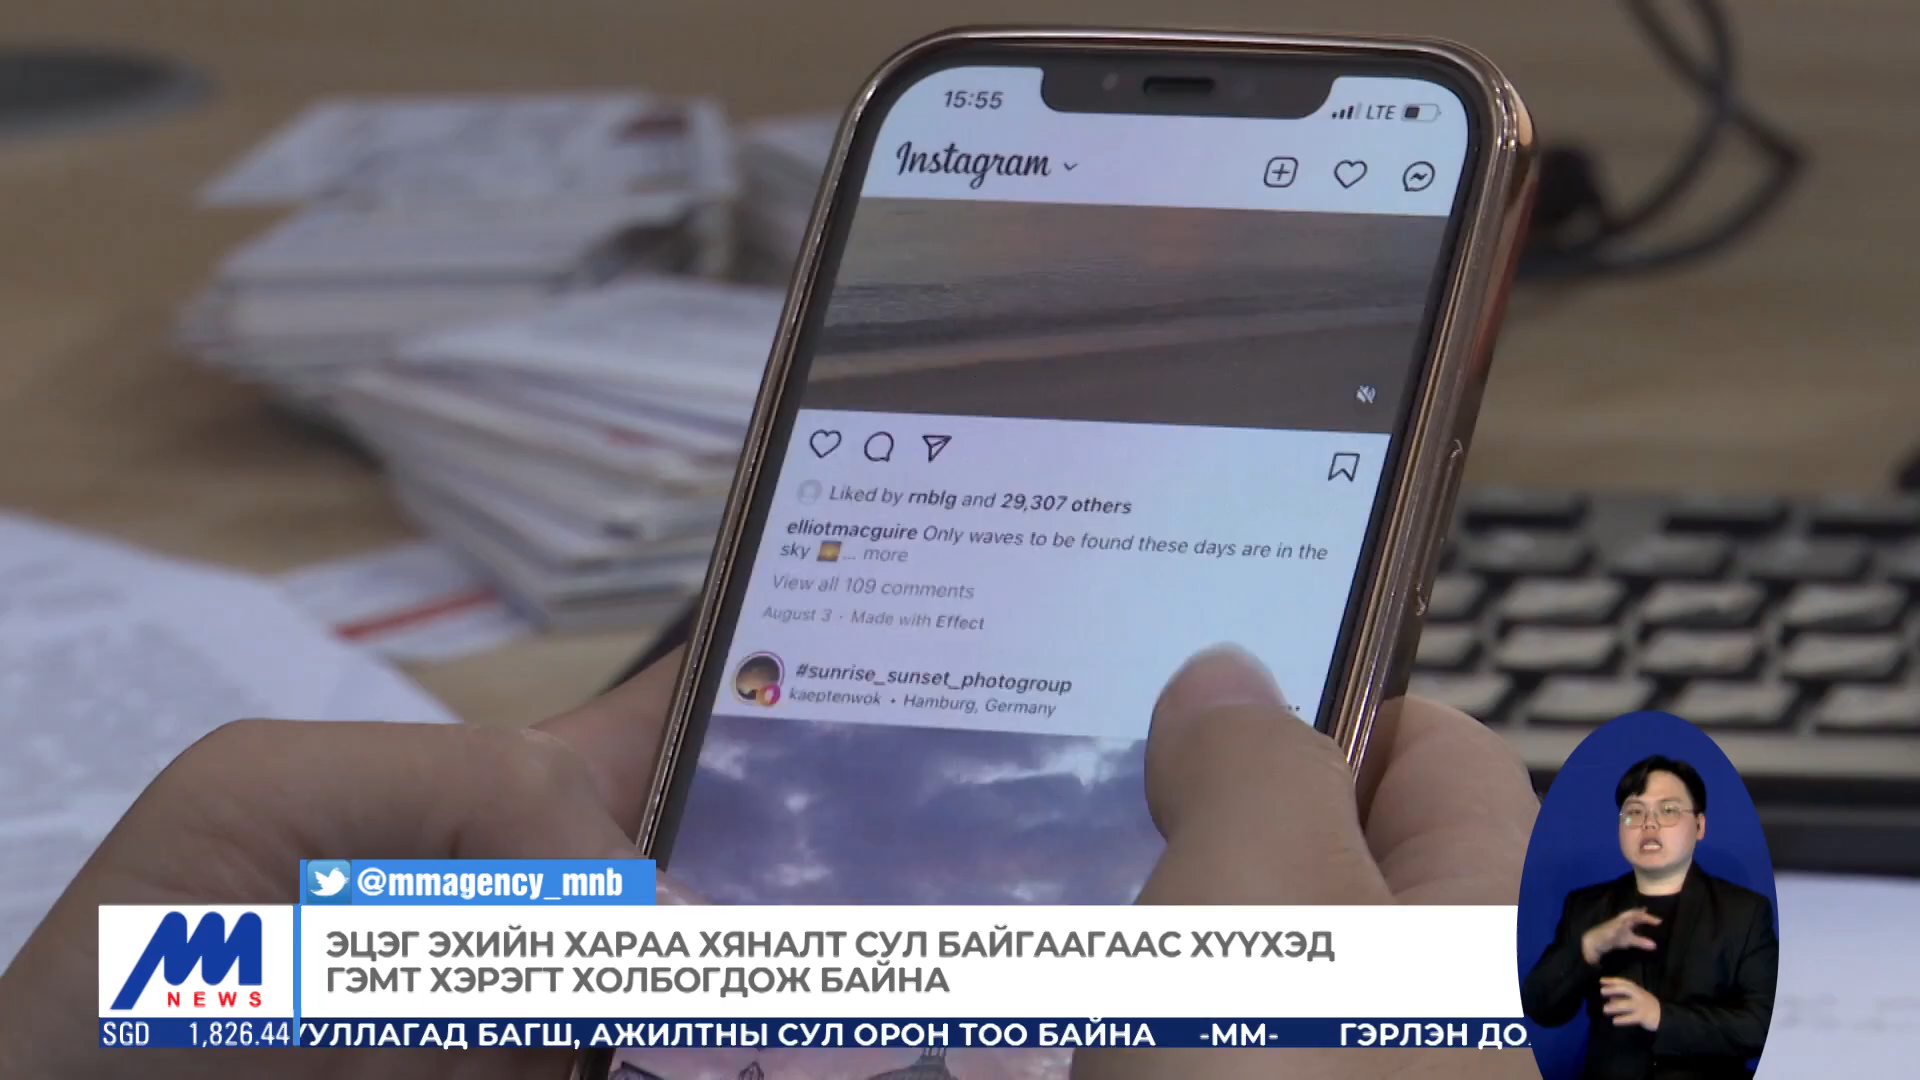 15:55
LTE
Instagram
Liked by rnblg and 29,307 others
elliotmacguire Only waves to be found these days are in the
sky ... more
View all 109 comments
August 3 · Made with Effect
#sunrise_sunset_photogroup
kaeptenwok • Hamburg, Germany
@mmagency_mnb
NEWS
ЭЦЭГ ЭХИЙН ХАРАА ХЯНАЛТ СУЛ БАЙГААГААС ХҮҮХЭД
ГЭМТ ХЭРЭГТ ХОЛБОГДОЖ БАЙНА
SGD 1,826.44
УУЛЛАГАД БАГШ, АЖИЛТНЫ СУЛ ОРОН ТОО БАЙНА -ММ- ГЭРЛЭН ДО